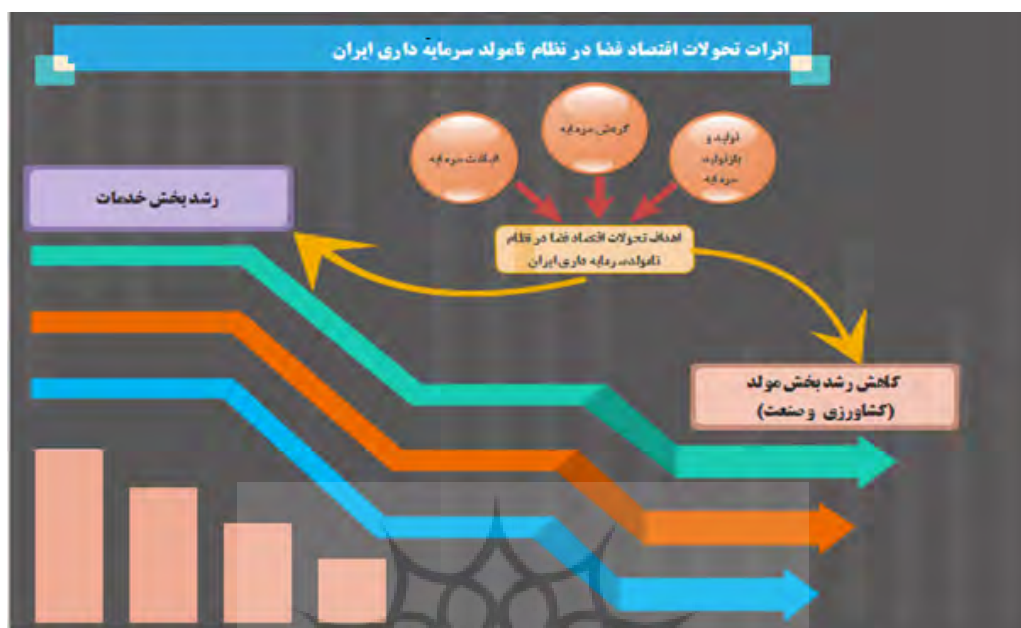 اثرات تحولات اقتصاد فضا در نظام نامولد سرمایه داری ایران
تولید و
بازتولید
سرمایه
گردش سرمایه
انباشت سرمایه
اهداف تحولات اقتصاد فضا در نظام
نامولد سرمایه داری ایران
رشد بخش خدمات
کاهش رشد بخش مولد
(کشاورزی و صنعت)